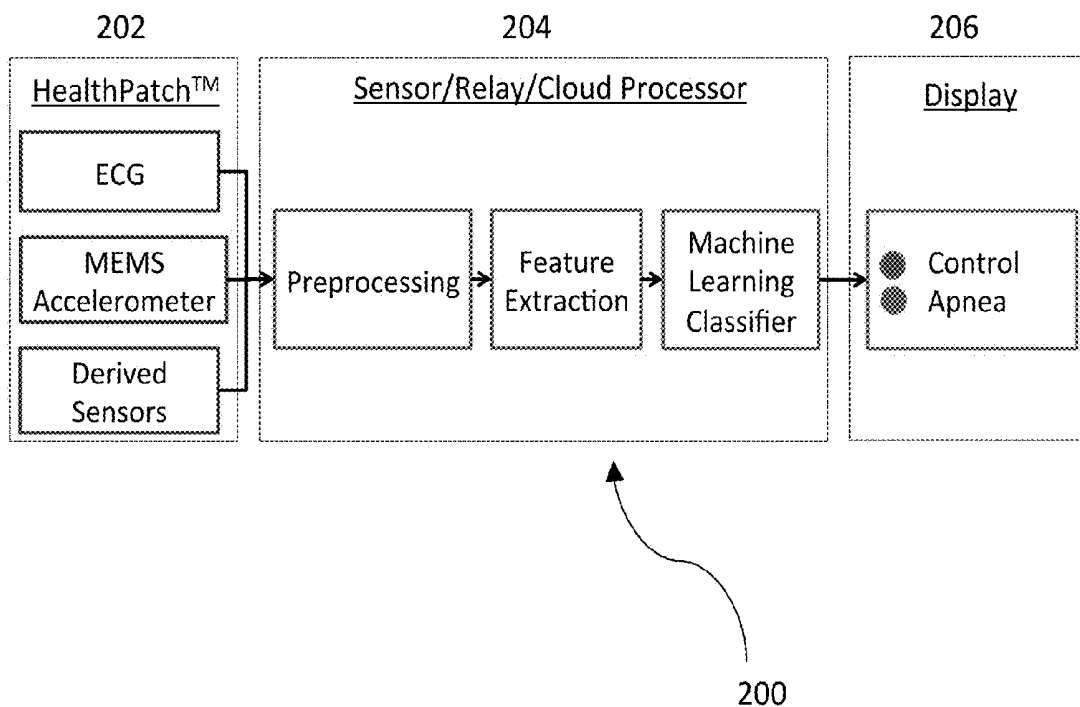 202
204
206
HealthPatch™
Sensor/Relay/Cloud Processor
Display
ECG
MEMS
Accelerometer
Derived
Sensors
Preprocessing
Feature
Extraction
Machine
Learning
Classifier
Control
Apnea
200